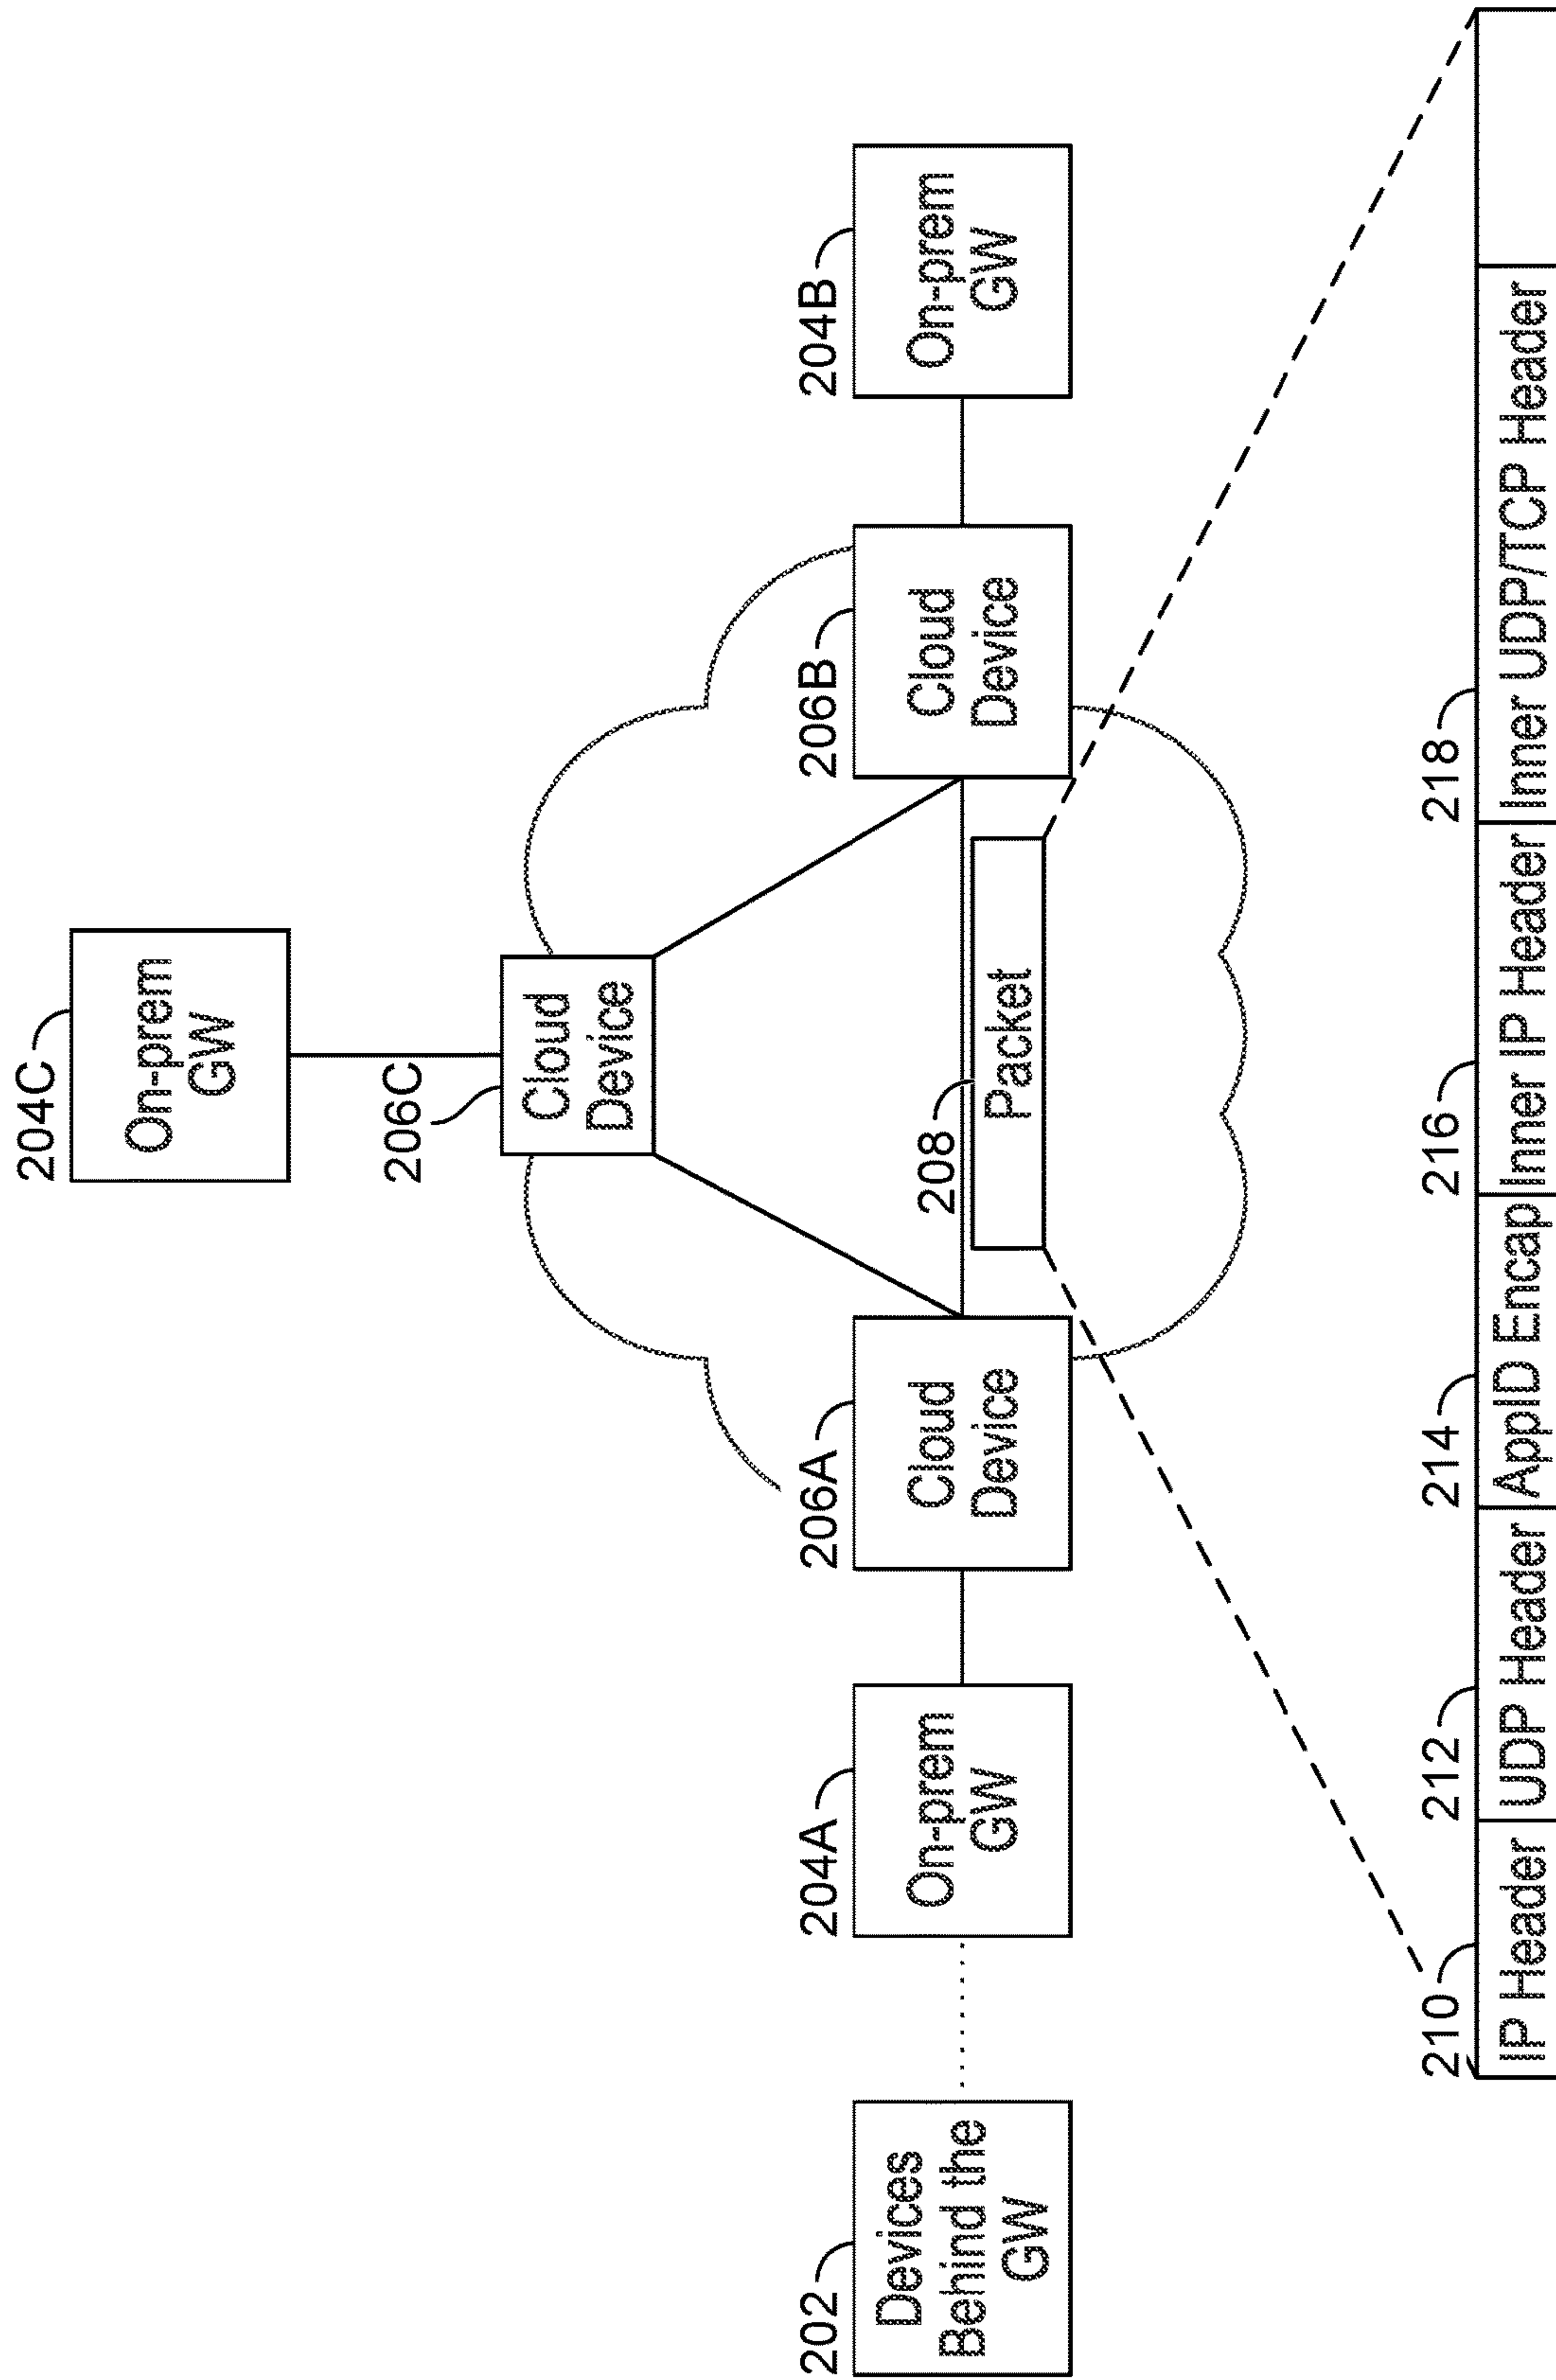 204C
On-prem
GW
206C
Cloud
Device
202
Devices
Behind the
GW
204A
On-prem
GW
206A
Cloud
Device
208
Packet
206B
Cloud
Device
204B
On-prem
GW
210
IP Header
212
UDP Header
214
AppID Encap
216
Inner IP Header
218
Inner UDP/TCP Header